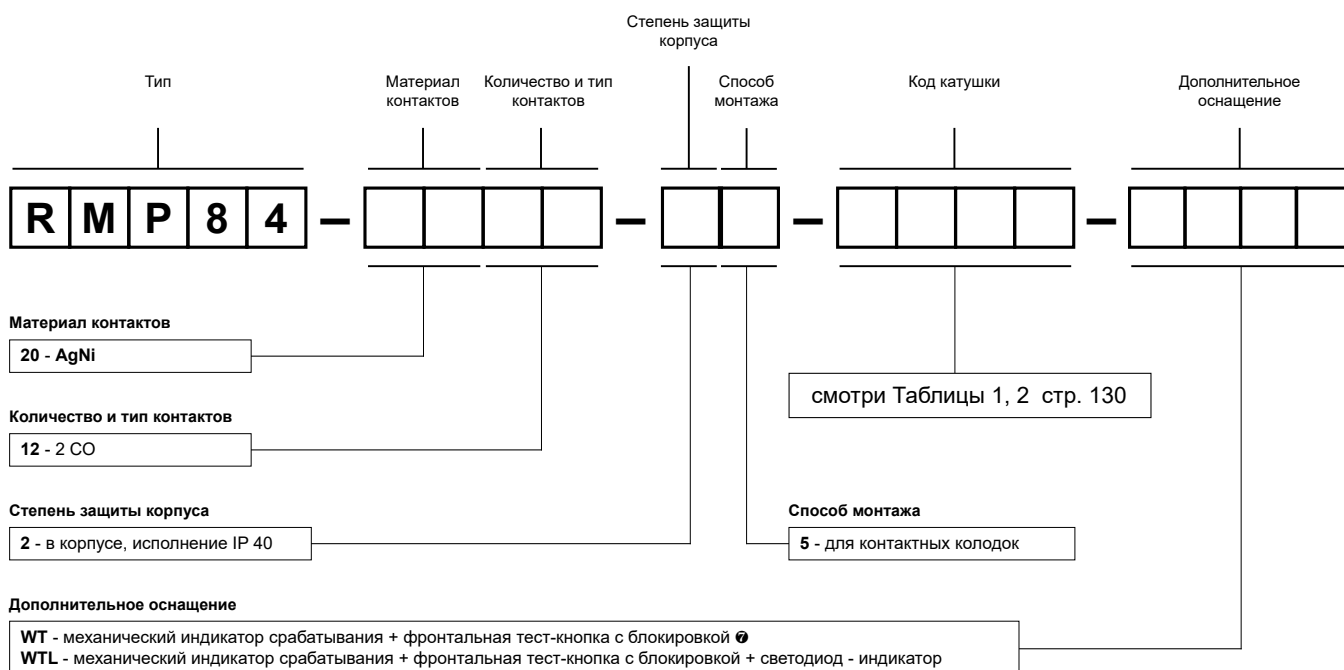 Степень защиты
корпуса
Тип
Материал
контактов
Количество и тип
контактов
Способ
монтажа
Код катушки
Дополнительное
оснащение
R M P 8 4 – – – –
Материал контактов
20 - AgNi
смотри Таблицы 1, 2 стр. 130
Количество и тип контактов
12 - 2 CO
Степень защиты корпуса
2 - в корпусе, исполнение IP 40
Способ монтажа
5 - для контактных колодок
Дополнительное оснащение
WT - механический индикатор срабатывания + фронтальная тест-кнопка с блокировкой ❼
WTL - механический индикатор срабатывания + фронтальная тест-кнопка с блокировкой + светодиод - индикатор